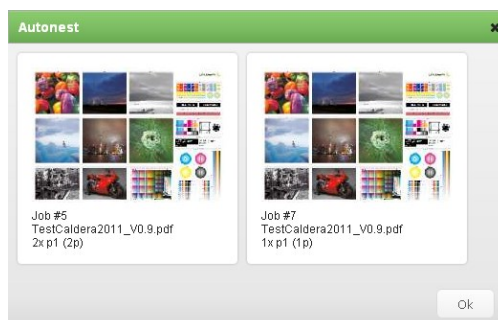 Autonest
Job #5
TestCaldera2011_V0.9.pdf
2x p1 (2p)
Job #7
TestCaldera2011_V0.9.pdf
1x p1 (1p)
Ok